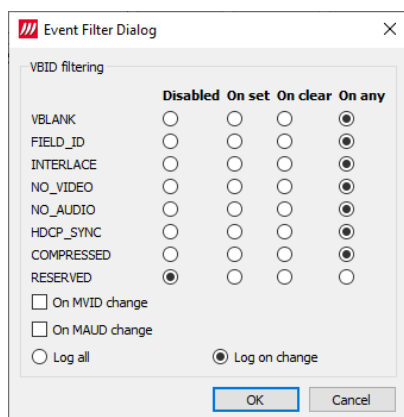 Event Filter Dialog
VBID filtering
Disabled On set On clear On any
VBLANK
FIELD_ID
INTERLACE
NO_VIDEO
NO_AUDIO
HDCP_SYNC
COMPRESSED
RESERVED
On MVID change
On MAUD change
Log all Log on change
OK Cancel